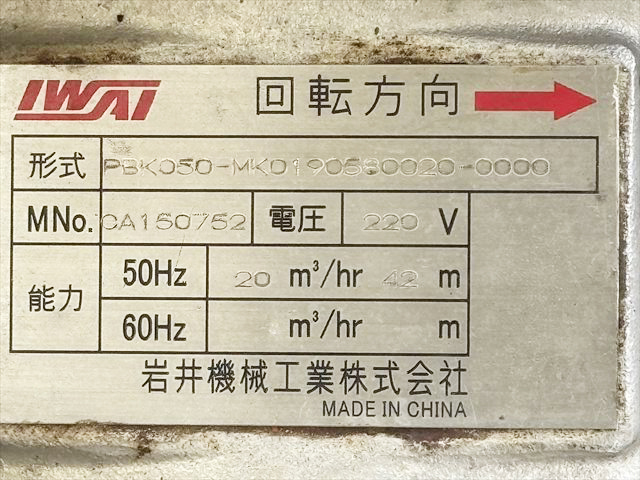 IWAI 回転方向
形式 PBK050-MK0190580020-0000
MNo. CA150752 電圧 220 V
能力 50Hz 20 m³/hr 42 m
60Hz m³/hr m
岩井機械工業株式会社
MADE IN CHINA